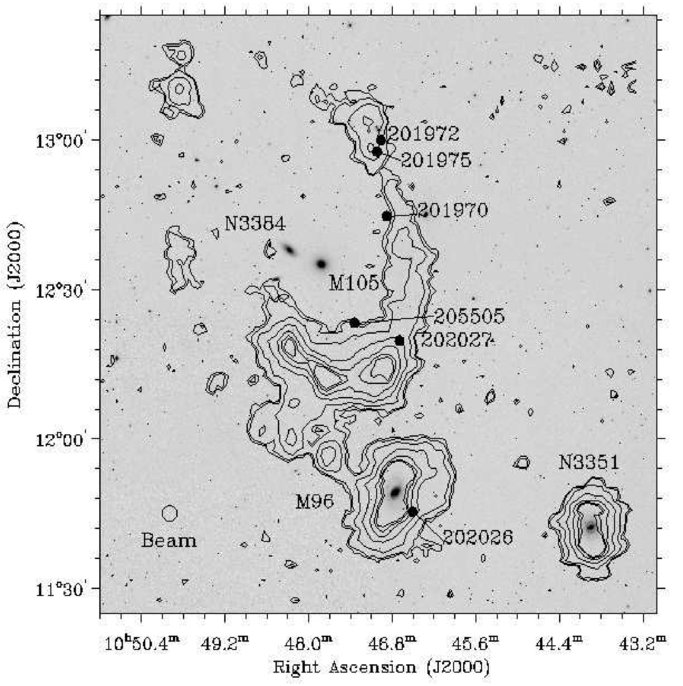 13°00'
201972
201975
201970
N3384
M105
12°30'
205505
202027
12°00'
N3351
M96
202026
Beam
11°30'
Declination (J2000)
10ʰ50.4ᵐ 49.2ᵐ 48.0ᵐ 46.8ᵐ 45.6ᵐ 44.4ᵐ 43.2ᵐ
Right Ascension (J2000)